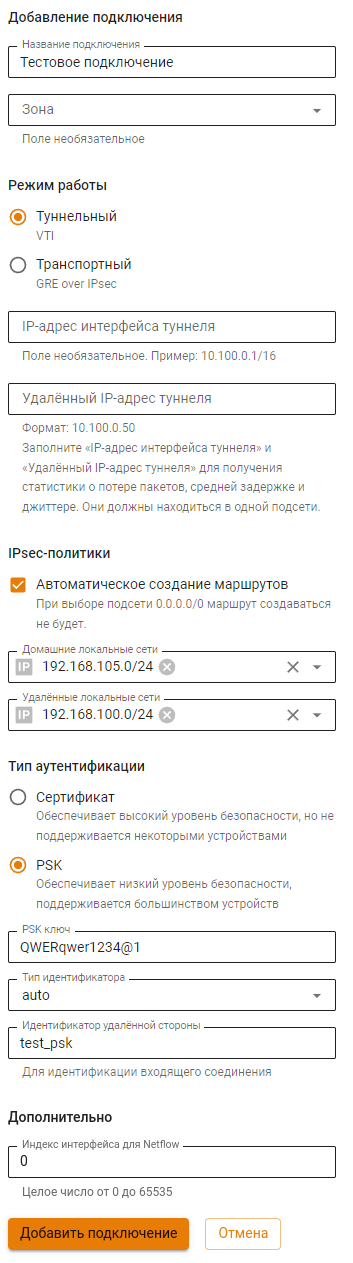 Добавление подключения
Название подключения
Тестовое подключение
Зона
Поле необязательное
Режим работы
Туннельный
VTI
Транспортный
GRE over IPsec
IP-адрес интерфейса туннеля
Поле необязательное. Пример: 10.100.0.1/16
Удалённый IP-адрес туннеля
Формат: 10.100.0.50
Заполните «IP-адрес интерфейса туннеля» и
«Удалённый IP-адрес туннеля» для получения
статистики о потере пакетов, средней задержке и
джиттере. Они должны находиться в одной подсети.
IPsec-политики
Автоматическое создание маршрутов
При выборе подсети 0.0.0.0/0 маршрут создаваться
не будет.
Домашние локальные сети
IP 192.168.105.0/24
Удалённые локальные сети
IP 192.168.100.0/24
Тип аутентификации
Сертификат
Обеспечивает высокий уровень безопасности, но не
поддерживается некоторыми устройствами
PSK
Обеспечивает низкий уровень безопасности,
поддерживается большинством устройств
PSK ключ
QWERqwer1234@1
Тип идентификатора
auto
Идентификатор удалённой стороны
test_psk
Для идентификации входящего соединения
Дополнительно
Индекс интерфейса для Netflow
0
Целое число от 0 до 65535
Добавить подключение Отмена